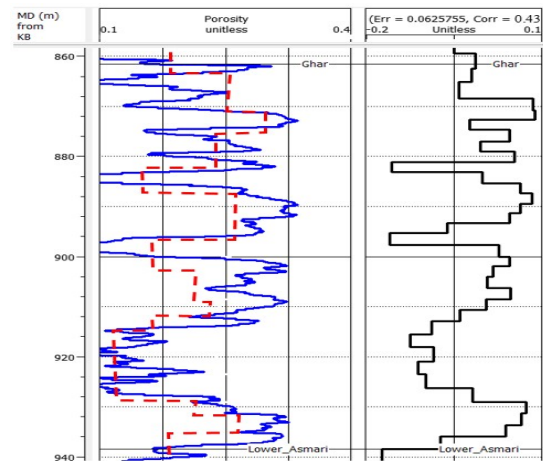 MD (m)
from
KB
Porosity
unitless
0.1
0.4
(Err = 0.0625755, Corr = 0.43
Unitless
-0.2
0.1
860
Ghar
Ghar
880
900
920
Lower_Asmari
Lower_Asmari
940